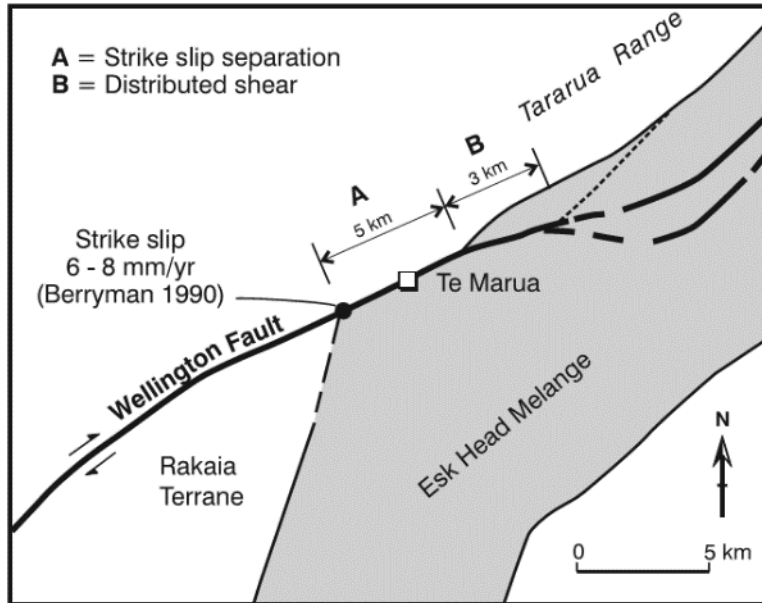 A = Strike slip separation
B = Distributed shear
Tararua Range
B
3 km
A
5 km
Strike slip
6 - 8 mm/yr
(Berryman 1990)
Te Marua
Wellington Fault
Esk Head Melange
Rakaia
Terrane
N
0 5 km